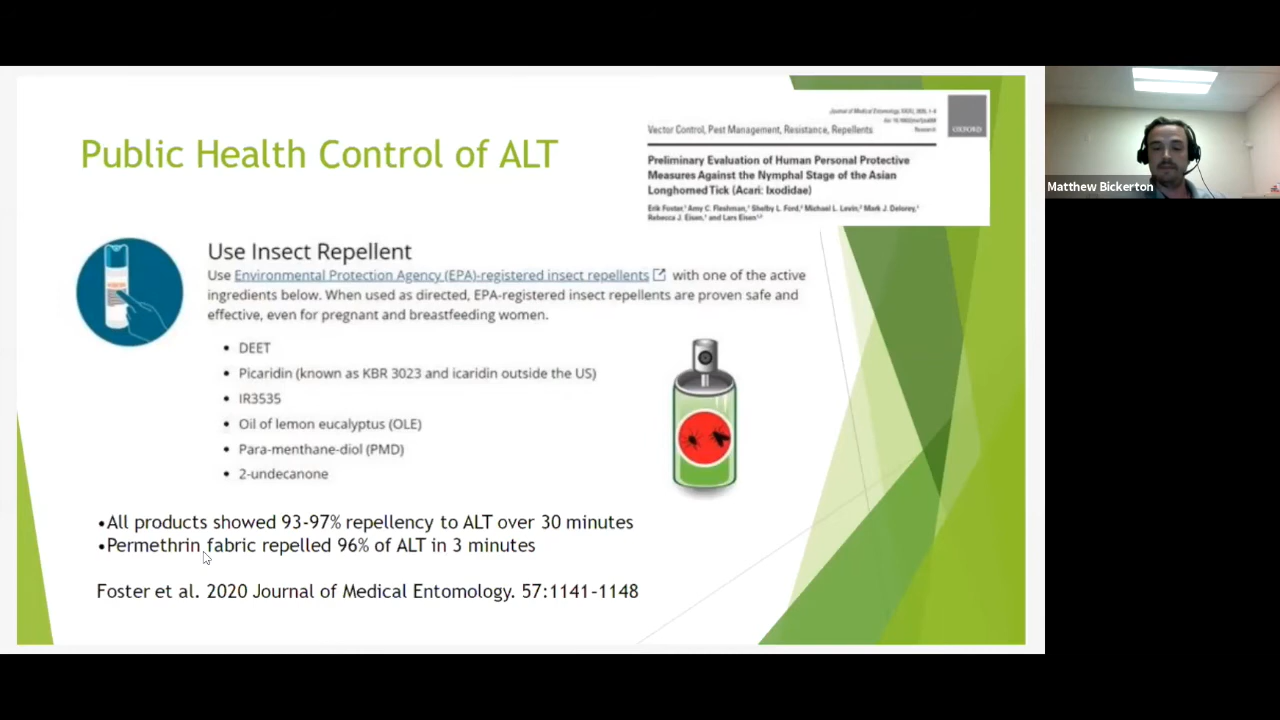 Public Health Control of ALT
Vector Control, Pest Management, Resistance, Repellents
Research
OXFORD
Preliminary Evaluation of Human Personal Protective
Measures Against the Nymphal Stage of the Asian
Longhorned Tick (Acari: Ixodidae)
Erik Foster,¹ Amy C. Fleshman,¹ Shelby L. Ford,² Michael L. Levin,² Mark J. Delorey,¹
Rebecca J. Eisen,¹ and Lars Eisen
Use Insect Repellent
Use Environmental Protection Agency (EPA)-registered insect repellents with one of the active
ingredients below. When used as directed, EPA-registered insect repellents are proven safe and
effective, even for pregnant and breastfeeding women.
• DEET
• Picaridin (known as KBR 3023 and icaridin outside the US)
• IR3535
• Oil of lemon eucalyptus (OLE)
• Para-menthane-diol (PMD)
• 2-undecanone
•All products showed 93-97% repellency to ALT over 30 minutes
•Permethrin fabric repelled 96% of ALT in 3 minutes
Foster et al. 2020 Journal of Medical Entomology. 57:1141–1148
Matthew Bickerton